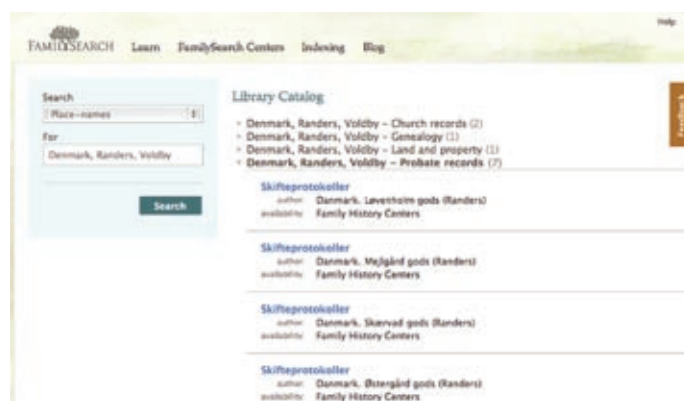 Help
FAMILYSEARCH Learn FamilySearch Centers Indexing Blog
Feedback
Search
Place-names
For
Denmark, Randers, Voldby
Search
Library Catalog
Denmark, Randers, Voldby - Church records (2)
Denmark, Randers, Voldby - Genealogy (1)
Denmark, Randers, Voldby - Land and property (1)
Denmark, Randers, Voldby - Probate records (7)
Skifteprotokoller
author Danmark. Løvenholm gods (Randers)
availability Family History Centers
Skifteprotokoller
author Danmark. Mejlgård gods (Randers)
availability Family History Centers
Skifteprotokoller
author Danmark. Skærvad gods (Randers)
availability Family History Centers
Skifteprotokoller
author Danmark. Østergård gods (Randers)
availability Family History Centers